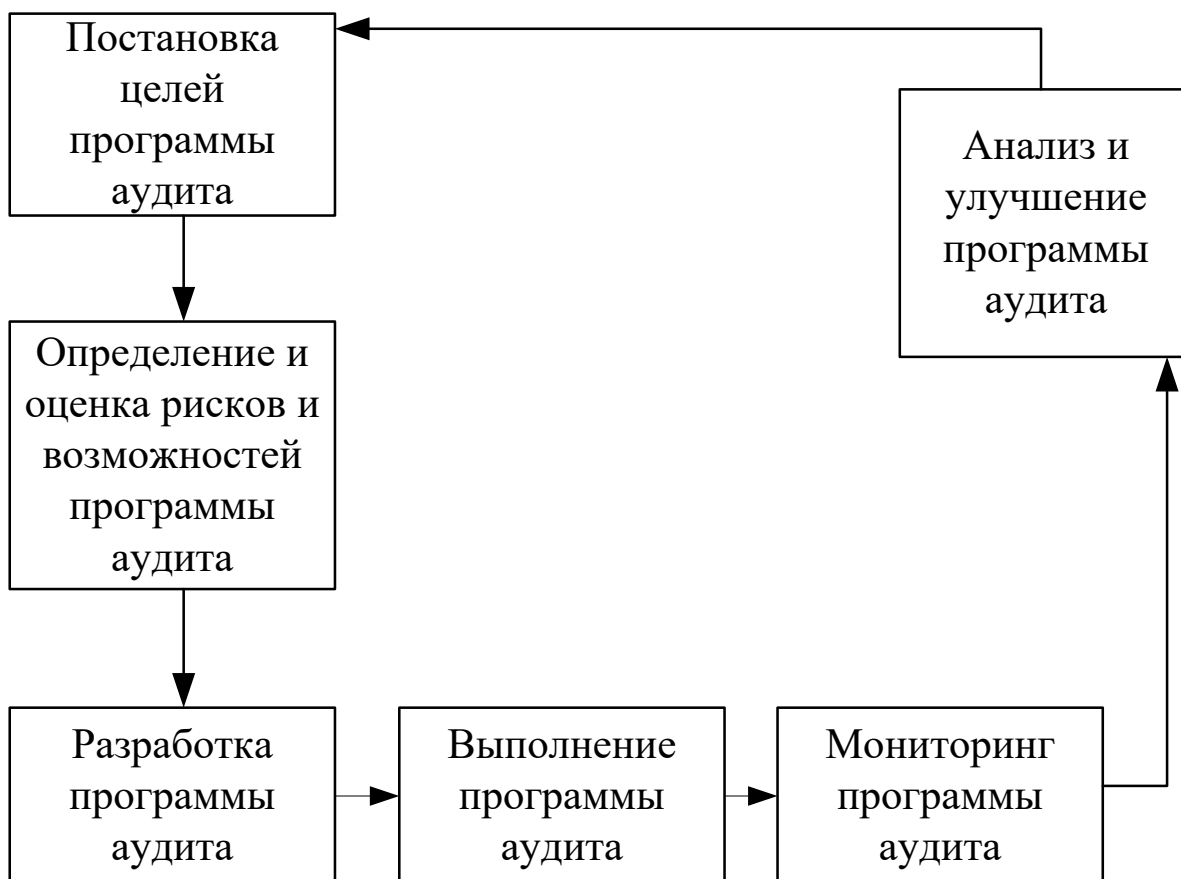 Постановка
целей
программы
аудита
Определение и
оценка рисков и
возможностей
программы
аудита
Разработка
программы
аудита
Выполнение
программы
аудита
Мониторинг
программы
аудита
Анализ и
улучшение
программы
аудита